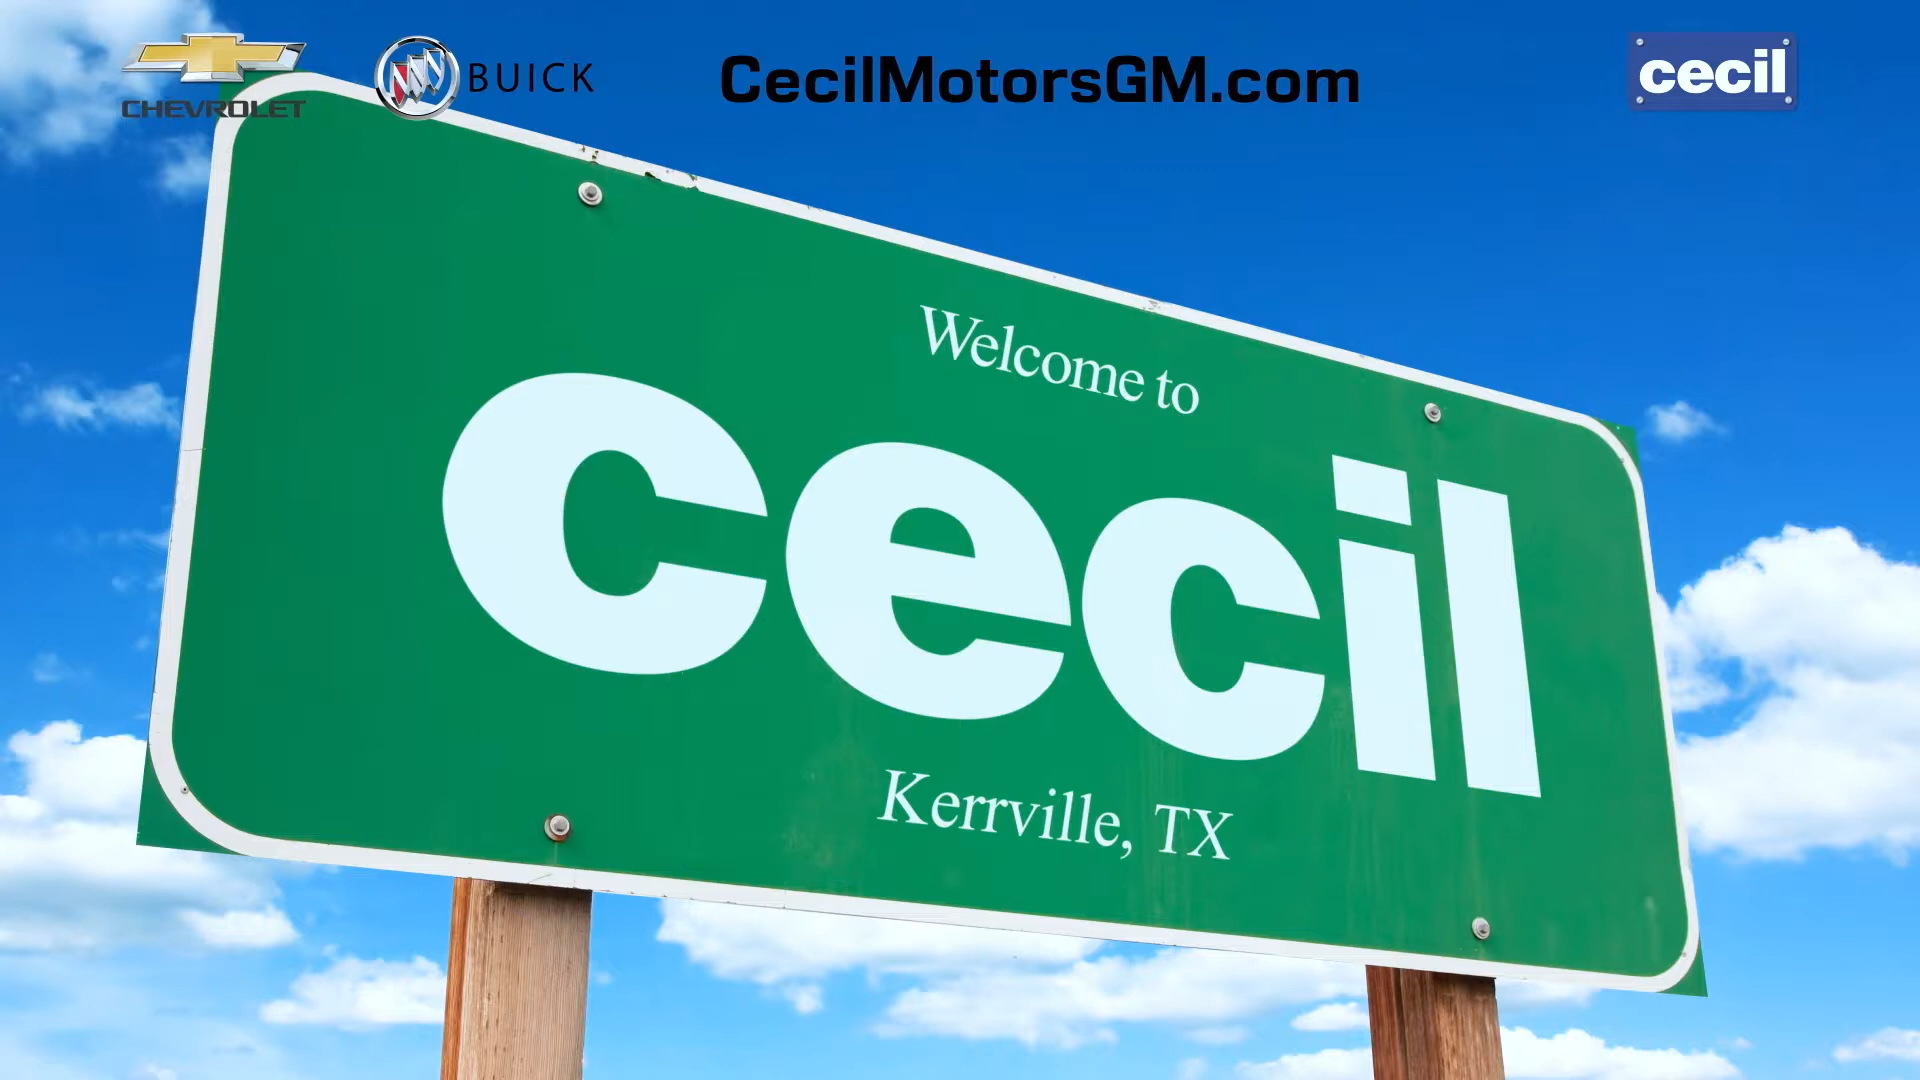 CHEVROLET
BUICK
CecilMotorsGM.com
cecil
Welcome to
cecil
Kerrville, TX